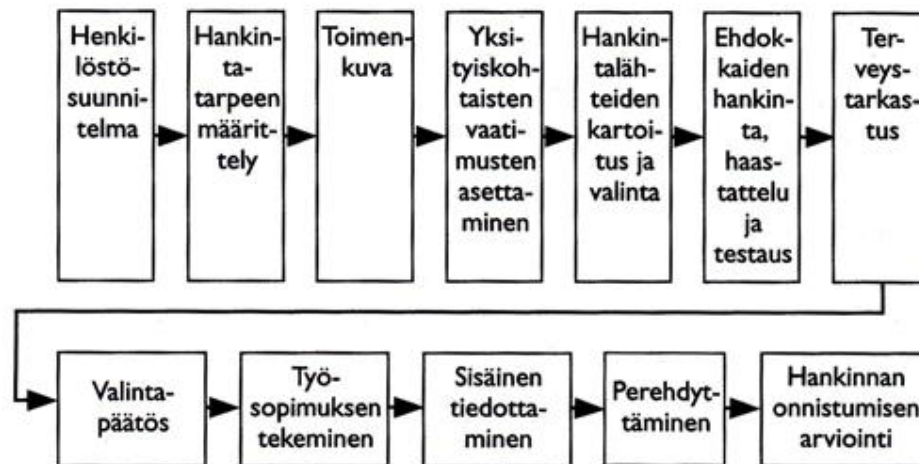 Henki-
löstö-
suunni-
telma
Hankin-
ta-
tarpeen
määrit-
tely
Toimen-
kuva
Yksi-
tyiskoh-
taisten
vaati-
musten
asetta-
minen
Hankin-
talähteiden
kartoi-
tus ja
valinta
Ehdok-
kaiden
hankin-
ta,
haas-
tattelu
ja
testaus
Ter-
veys-
tarkas-
tus
Valinta-
päätös
Työ-
sopimuksen
tekeminen
Sisäinen
tiedotta-
minen
Perehdyt-
täminen
Hankinnan
onnistumisen
arviointi